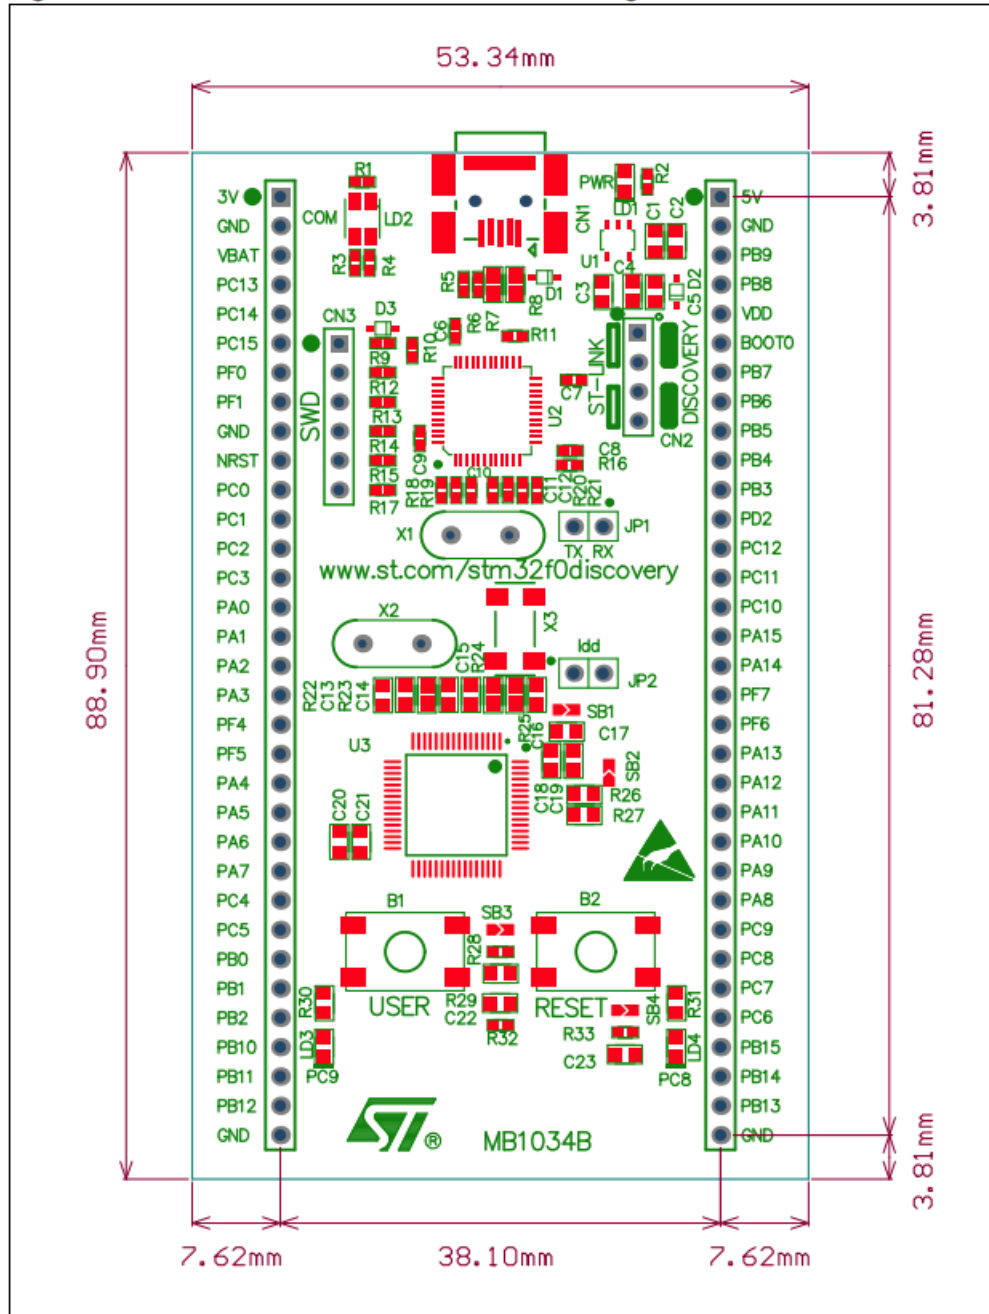 53.34mm
3.81mm
R1
PWR
R2
3V
COM
LD2
CN1
LD1
C1
C2
5V
GND
GND
VBAT
R3
R4
U1
PB9
PC13
R5
D1
C3
C4
C5
D2
PB8
PC14
CN3
D3
C6
R6
R7
R8
VDD
PC15
R9
R10
R11
ST-LINK
DISCOVERY
BOOT0
PF0
R12
C7
PB7
PF1
SWD
R13
U2
PB6
GND
R14
C9
CN2
PB5
NRST
R15
C10
C8
R16
PB4
PC0
R17
R18
R19
C11
C12
R20
R21
PB3
PC1
X1
JP1
PD2
PC2
TX RX
PC12
PC3
www.st.com/stm32f0discovery
PC11
PA0
X2
X3
PC10
PA1
Idd
PA15
PA2
C15
R24
JP2
PA14
88.90mm
81.28mm
PA3
R22
C13
R23
C14
PF7
PF4
SB1
PF6
PF5
U3
R25
C16
C17
SB2
PA13
PA4
C18
C19
R26
PA12
PA5
C20
C21
R27
PA11
PA6
PA10
PA7
PA9
PC4
B1
B2
PA8
PC5
SB3
PC9
PB0
R28
PC8
PB1
R30
USER
R29
RESET
R31
PC7
PB2
C22
SB4
PC6
PB10
LD3
R32
R33
LD4
PB15
PB11
PC9
C23
PC8
PB14
PB12
PB13
GND
ST®
MB1034B
GND
3.81mm
7.62mm
38.10mm
7.62mm